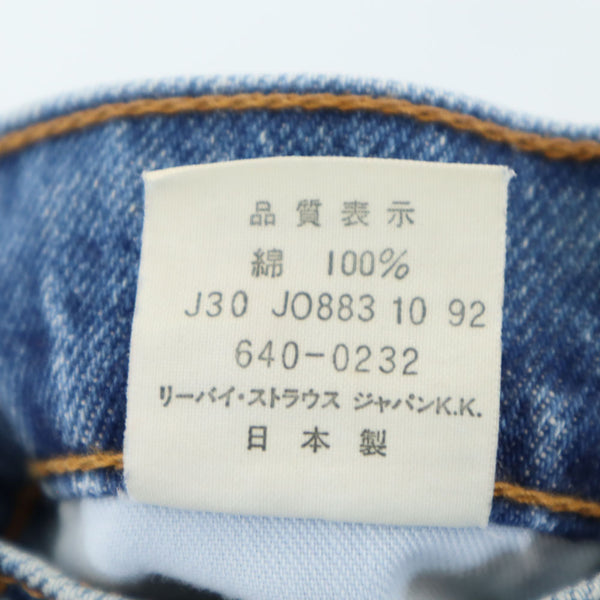 品質表示
綿 100%
J30 JO883 10 92
640-0232
リーバイ・ストラウス ジャパンK.K.
日本製